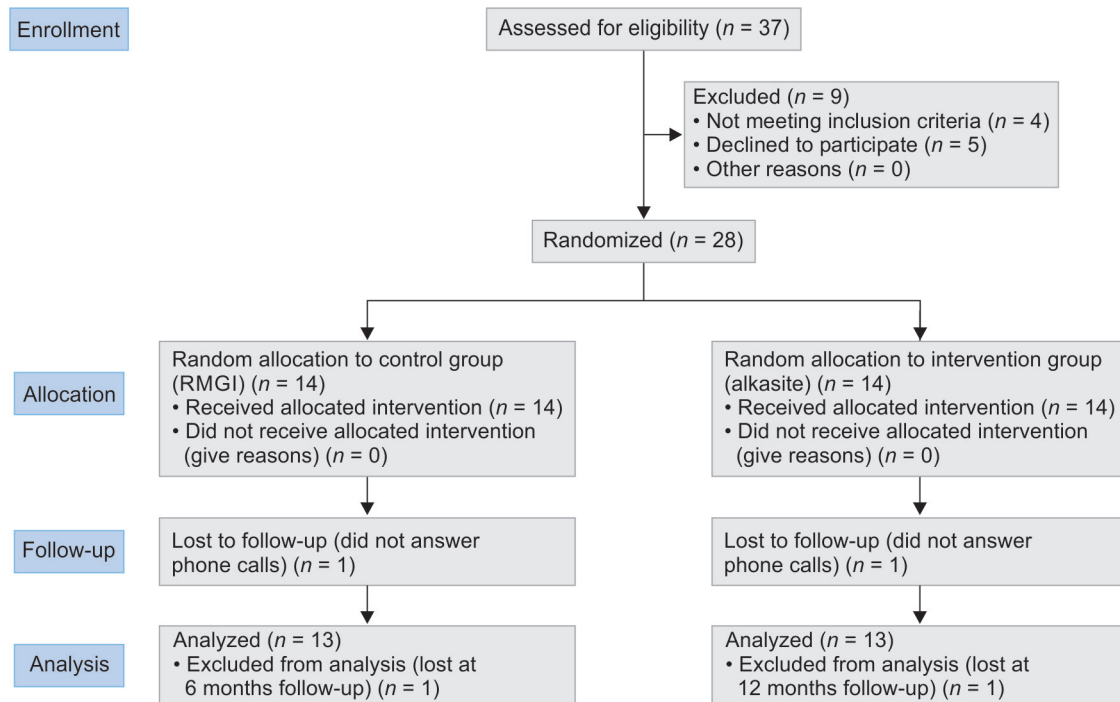 Enrollment
Assessed for eligibility (n = 37)
Excluded (n = 9)
• Not meeting inclusion criteria (n = 4)
• Declined to participate (n = 5)
• Other reasons (n = 0)
Randomized (n = 28)
Allocation
Random allocation to control group
(RMGI) (n = 14)
• Received allocated intervention (n = 14)
• Did not receive allocated intervention
(give reasons) (n = 0)
Random allocation to intervention group
(alkasite) (n = 14)
• Received allocated intervention (n = 14)
• Did not receive allocated intervention
(give reasons) (n = 0)
Follow-up
Lost to follow-up (did not answer
phone calls) (n = 1)
Lost to follow-up (did not answer
phone calls) (n = 1)
Analysis
Analyzed (n = 13)
• Excluded from analysis (lost at
6 months follow-up) (n = 1)
Analyzed (n = 13)
• Excluded from analysis (lost at
12 months follow-up) (n = 1)